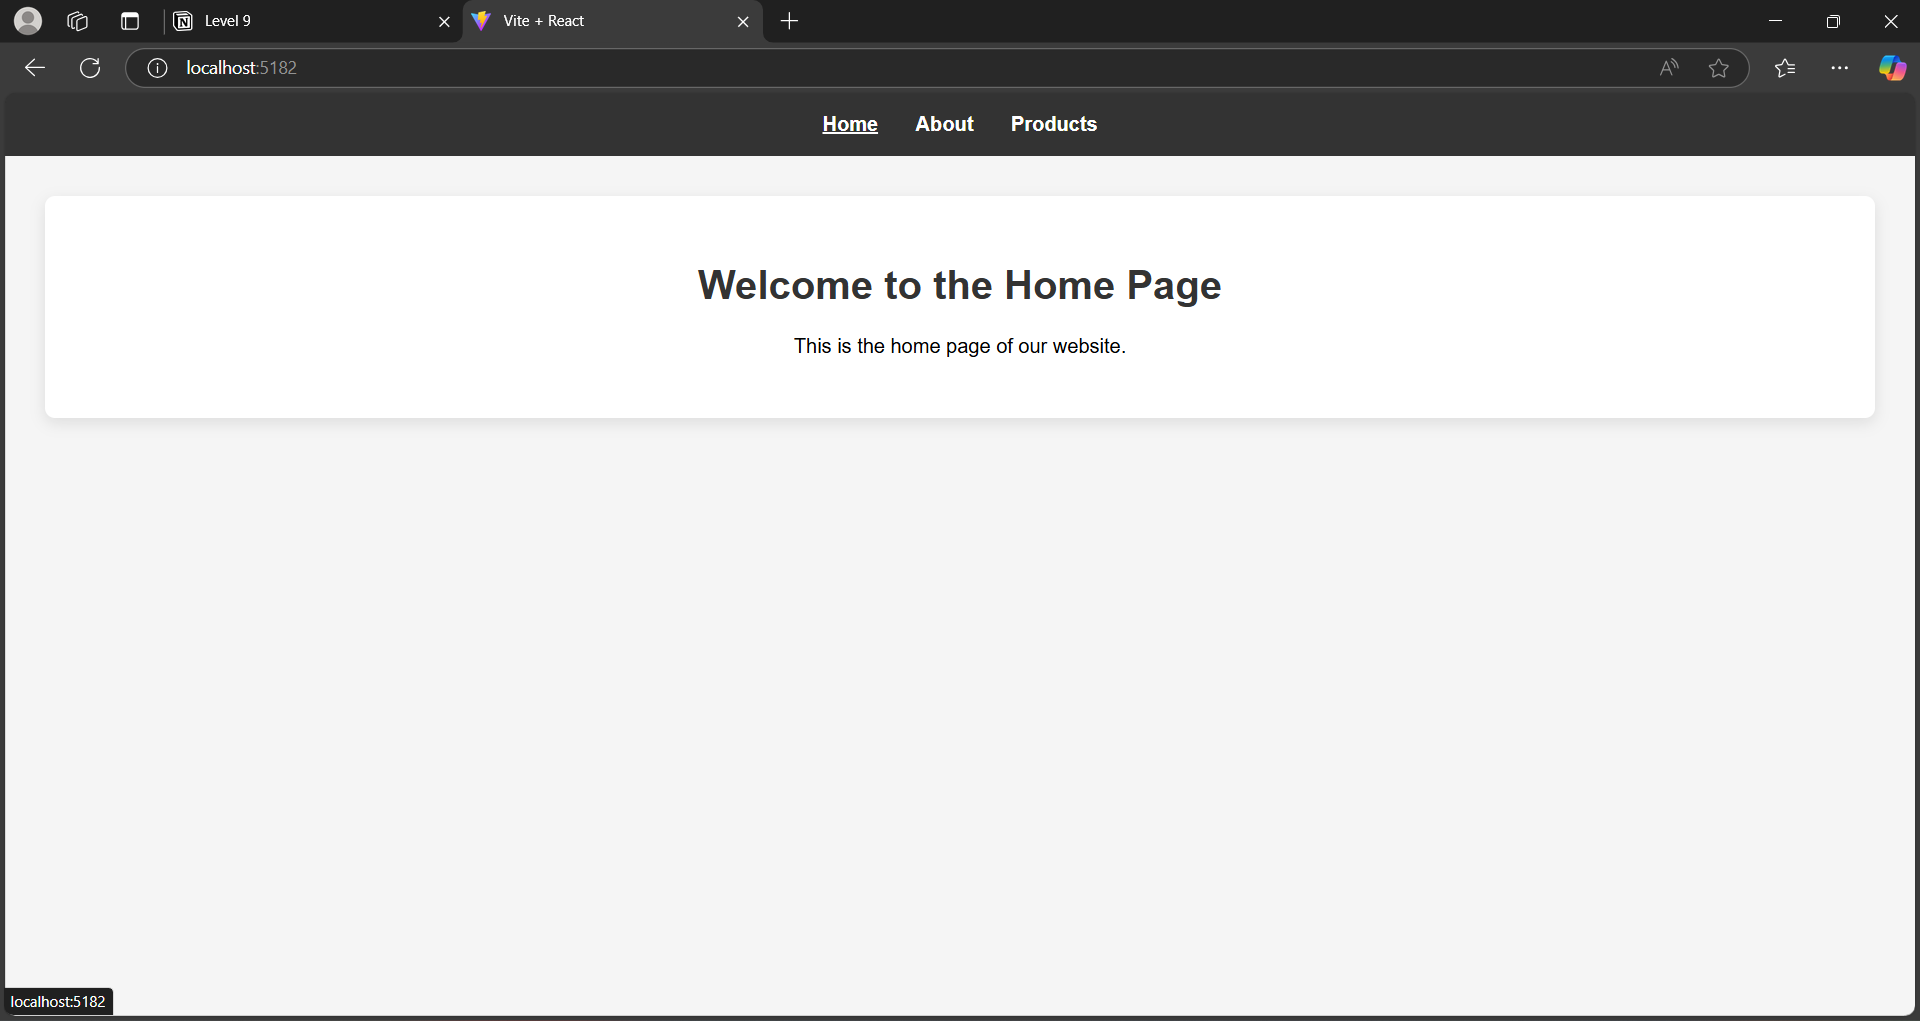 Level 9
Vite + React
localhost:5182
Home About Products
Welcome to the Home Page
This is the home page of our website.
localhost:5182